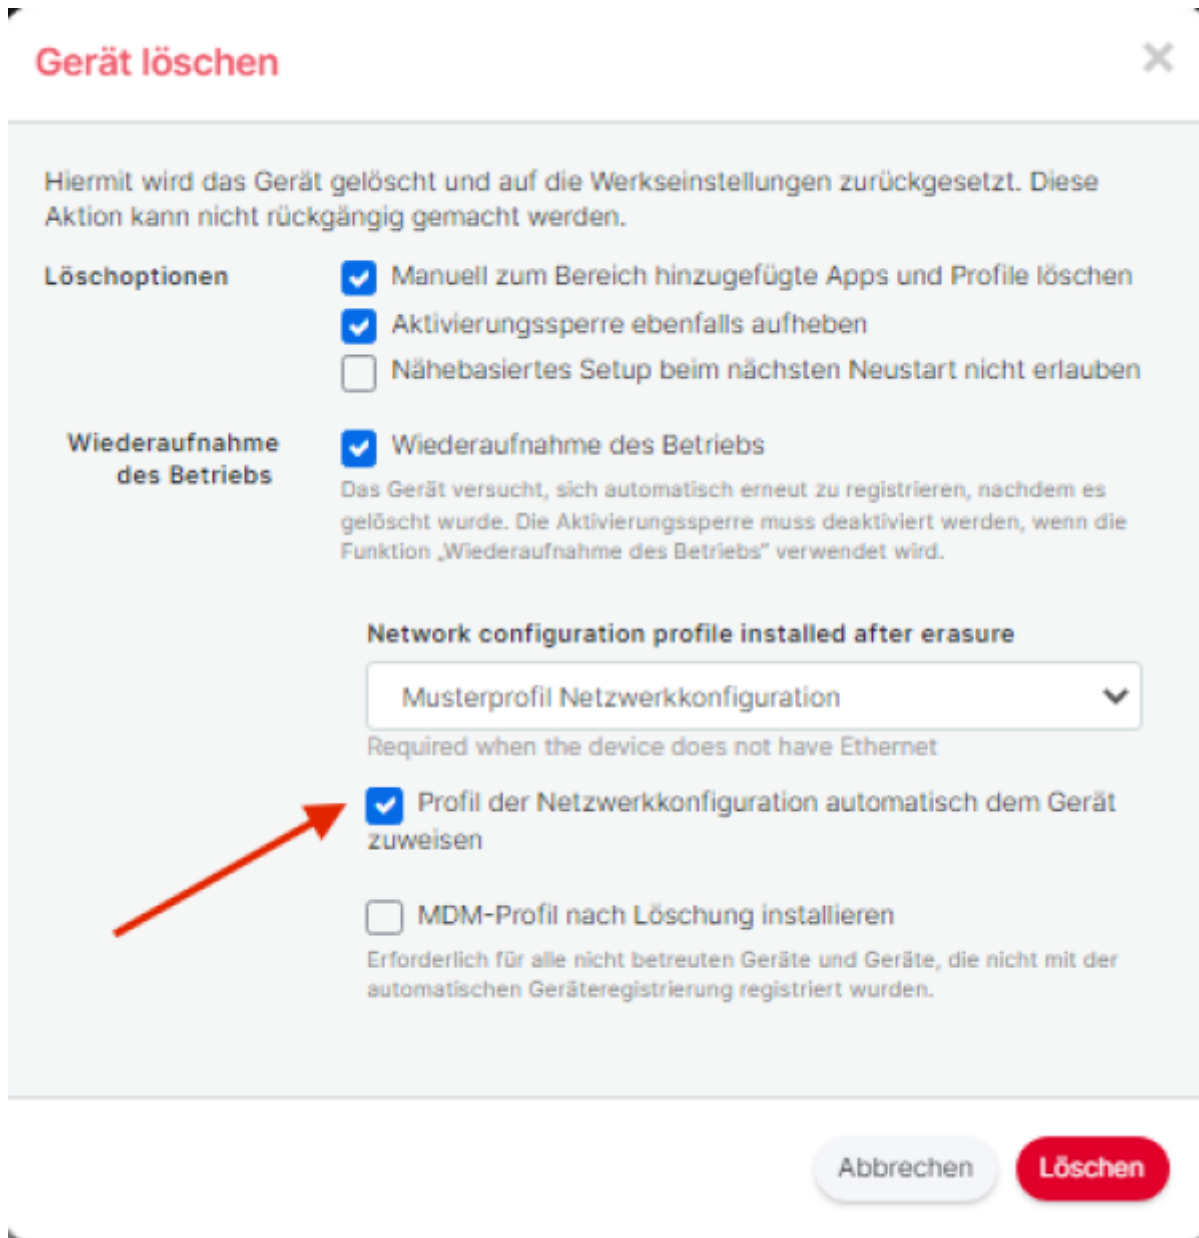 Gerät löschen
Hiermit wird das Gerät gelöscht und auf die Werkseinstellungen zurückgesetzt. Diese
Aktion kann nicht rückgängig gemacht werden.
Löschoptionen
Manuell zum Bereich hinzugefügte Apps und Profile löschen
Aktivierungssperre ebenfalls aufheben
Nähebasiertes Setup beim nächsten Neustart nicht erlauben
Wiederaufnahme
des Betriebs
Wiederaufnahme des Betriebs
Das Gerät versucht, sich automatisch erneut zu registrieren, nachdem es
gelöscht wurde. Die Aktivierungssperre muss deaktiviert werden, wenn die
Funktion „Wiederaufnahme des Betriebs" verwendet wird.
Network configuration profile installed after erasure
Musterprofil Netzwerkkonfiguration
Required when the device does not have Ethernet
Profil der Netzwerkkonfiguration automatisch dem Gerät
zuweisen
MDM-Profil nach Löschung installieren
Erforderlich für alle nicht betreuten Geräte und Geräte, die nicht mit der
automatischen Geräteregistrierung registriert wurden.
Abbrechen
Löschen